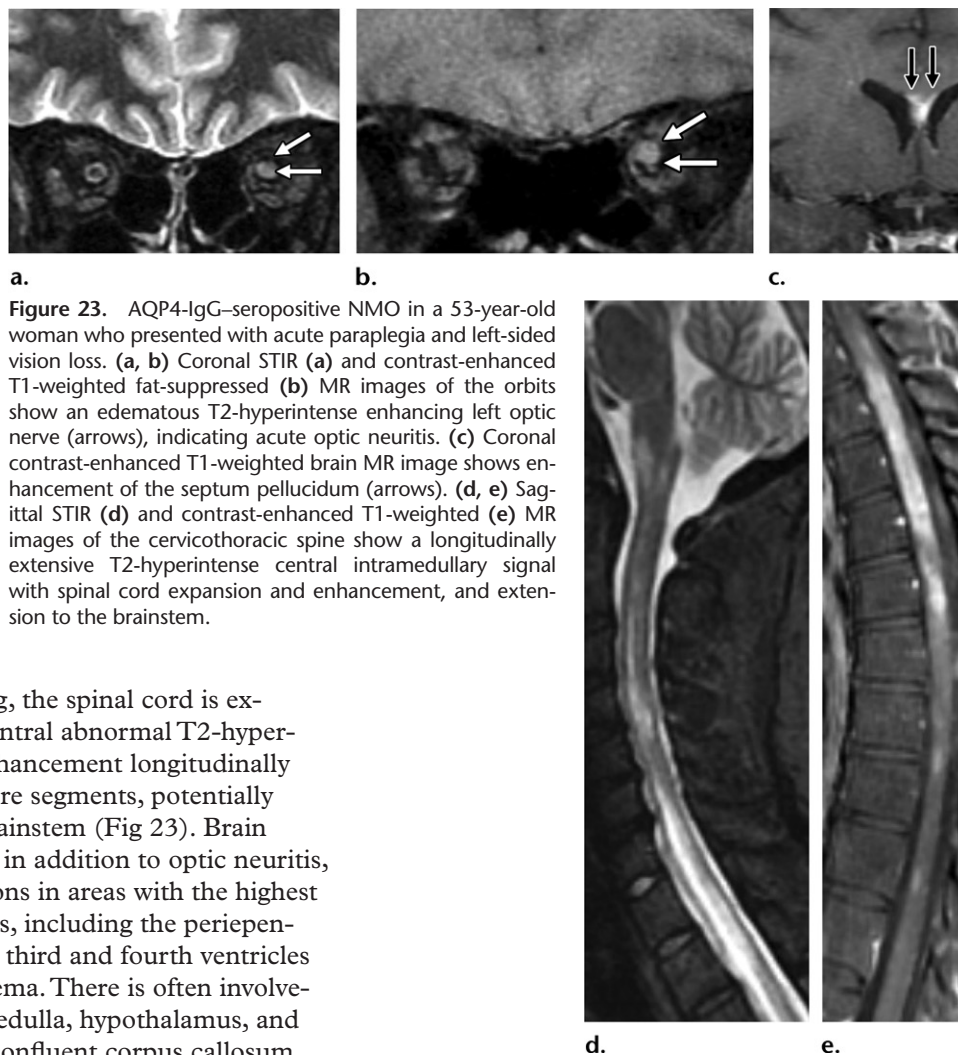 a.
b.
c.
Figure 23. AQP4-IgG–seropositive NMO in a 53-year-old
woman who presented with acute paraplegia and left-sided
vision loss. (a, b) Coronal STIR (a) and contrast-enhanced
T1-weighted fat-suppressed (b) MR images of the orbits
show an edematous T2-hyperintense enhancing left optic
nerve (arrows), indicating acute optic neuritis. (c) Coronal
contrast-enhanced T1-weighted brain MR image shows en-
hancement of the septum pellucidum (arrows). (d, e) Sag-
ittal STIR (d) and contrast-enhanced T1-weighted (e) MR
images of the cervicothoracic spine show a longitudinally
extensive T2-hyperintense central intramedullary signal
with spinal cord expansion and enhancement, and exten-
sion to the brainstem.
g, the spinal cord is ex-
ntral abnormal T2-hyper-
hancement longitudinally
re segments, potentially
ainstem (Fig 23). Brain
in addition to optic neuritis,
ons in areas with the highest
s, including the periepen-
third and fourth ventricles
ema. There is often involve-
edulla, hypothalamus, and
onfluent corpus callosum
d.
e.